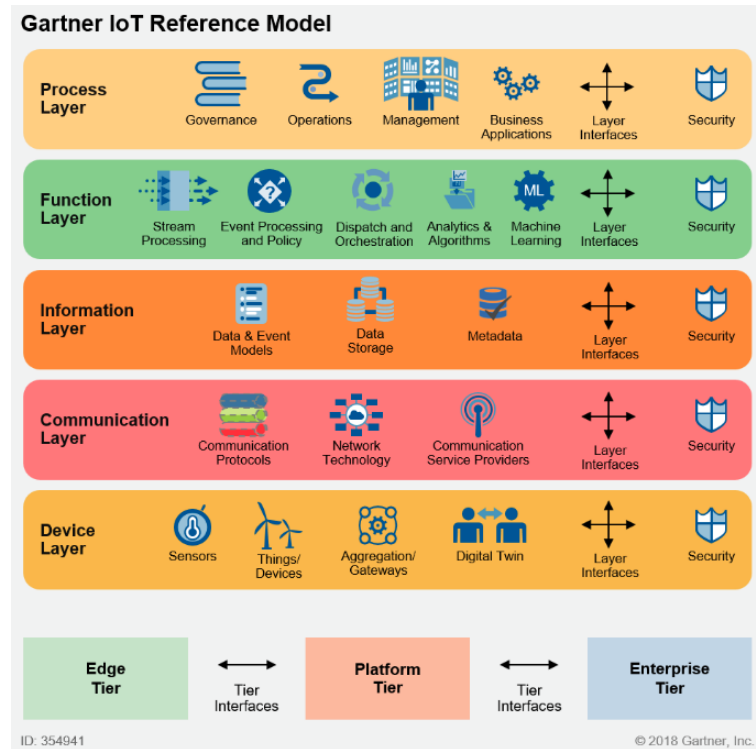 Gartner IoT Reference Model
Process
Layer
Governance
Operations
Management
Business
Applications
Layer
Interfaces
Security
Function
Layer
Stream
Processing
Event Processing
and Policy
Dispatch and
Orchestration
Analytics &
Algorithms
ML
Machine
Learning
Layer
Interfaces
Security
Information
Layer
Data & Event
Models
Data
Storage
Metadata
Layer
Interfaces
Security
Communication
Layer
Communication
Protocols
Network
Technology
Communication
Service Providers
Layer
Interfaces
Security
Device
Layer
Sensors
Things/
Devices
Aggregation/
Gateways
Digital Twin
Layer
Interfaces
Security
Edge
Tier
Tier
Interfaces
Platform
Tier
Tier
Interfaces
Enterprise
Tier
ID: 354941
© 2018 Gartner, Inc.